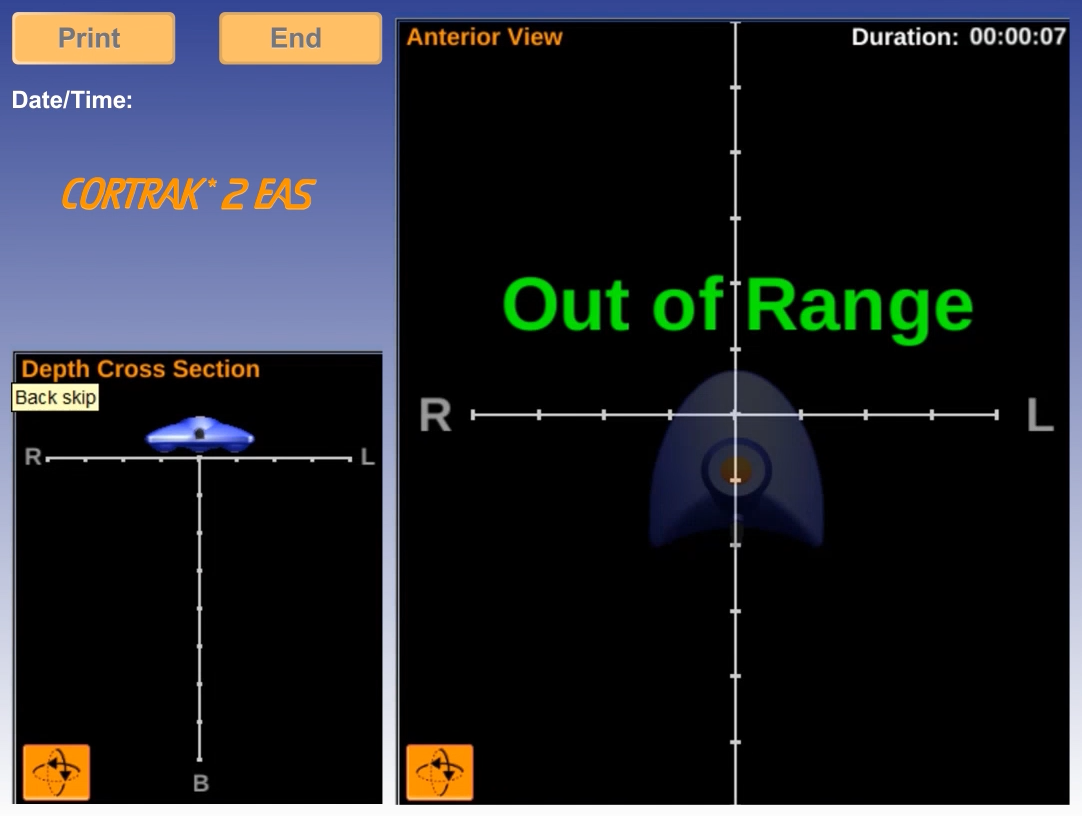 Print
End
Date/Time:
CORTRAK* 2 EAS
Depth Cross Section
Back skip
R
L
B
Anterior View
Duration: 00:00:07
Out of Range
R
L